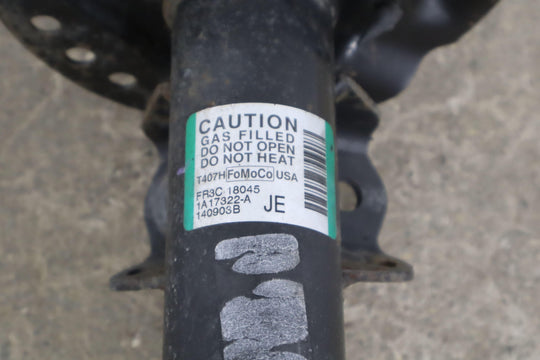 CAUTION
GAS FILLED
DO NOT OPEN
DO NOT HEAT
T407H FoMoCo USA
FR3C 18045
1A17322-A
140903B JE